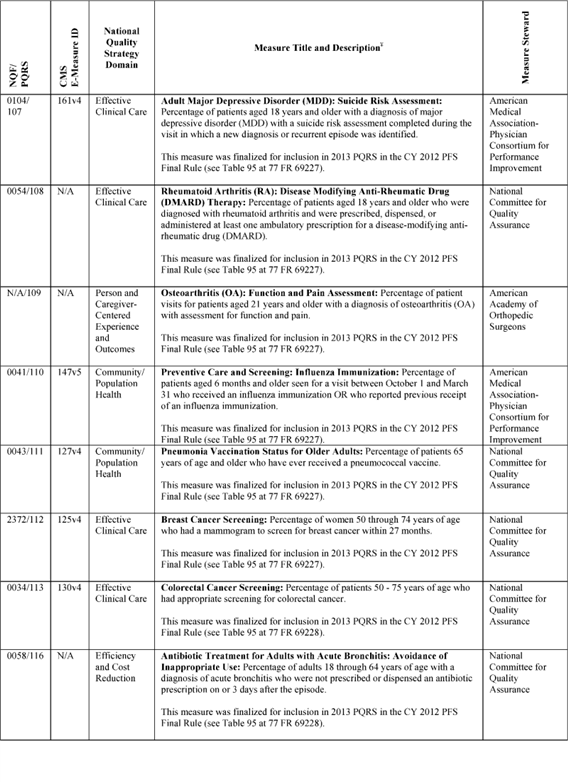 NQF/
PQRS
CMS
E-Measure ID
National
Quality
Strategy
Domain
Measure Title and Description¥
Measure Steward
0104/
107
161v4
Effective
Clinical Care
Adult Major Depressive Disorder (MDD): Suicide Risk Assessment:
Percentage of patients aged 18 years and older with a diagnosis of major
depressive disorder (MDD) with a suicide risk assessment completed during the
visit in which a new diagnosis or recurrent episode was identified.
This measure was finalized for inclusion in 2013 PQRS in the CY 2012 PFS
Final Rule (see Table 95 at 77 FR 69227).
American
Medical
Association-
Physician
Consortium for
Performance
Improvement
0054/108
N/A
Effective
Clinical Care
Rheumatoid Arthritis (RA): Disease Modifying Anti-Rheumatic Drug
(DMARD) Therapy: Percentage of patients aged 18 years and older who were
diagnosed with rheumatoid arthritis and were prescribed, dispensed, or
administered at least one ambulatory prescription for a disease-modifying anti-
rheumatic drug (DMARD).
This measure was finalized for inclusion in 2013 PQRS in the CY 2012 PFS
Final Rule (see Table 95 at 77 FR 69227).
National
Committee for
Quality
Assurance
N/A/109
N/A
Person and
Caregiver-
Centered
Experience
and
Outcomes
Osteoarthritis (OA): Function and Pain Assessment: Percentage of patient
visits for patients aged 21 years and older with a diagnosis of osteoarthritis (OA)
with assessment for function and pain.
This measure was finalized for inclusion in 2013 PQRS in the CY 2012 PFS
Final Rule (see Table 95 at 77 FR 69227).
American
Academy of
Orthopedic
Surgeons
0041/110
147v5
Community/
Population
Health
Preventive Care and Screening: Influenza Immunization: Percentage of
patients aged 6 months and older seen for a visit between October 1 and March
31 who received an influenza immunization OR who reported previous receipt
of an influenza immunization.
This measure was finalized for inclusion in 2013 PQRS in the CY 2012 PFS
Final Rule (see Table 95 at 77 FR 69227).
American
Medical
Association-
Physician
Consortium for
Performance
Improvement
0043/111
127v4
Community/
Population
Health
Pneumonia Vaccination Status for Older Adults: Percentage of patients 65
years of age and older who have ever received a pneumococcal vaccine.
This measure was finalized for inclusion in 2013 PQRS in the CY 2012 PFS
Final Rule (see Table 95 at 77 FR 69227).
National
Committee for
Quality
Assurance
2372/112
125v4
Effective
Clinical Care
Breast Cancer Screening: Percentage of women 50 through 74 years of age
who had a mammogram to screen for breast cancer within 27 months.
This measure was finalized for inclusion in 2013 PQRS in the CY 2012 PFS
Final Rule (see Table 95 at 77 FR 69227).
National
Committee for
Quality
Assurance
0034/113
130v4
Effective
Clinical Care
Colorectal Cancer Screening: Percentage of patients 50 - 75 years of age who
had appropriate screening for colorectal cancer.
This measure was finalized for inclusion in 2013 PQRS in the CY 2012 PFS
Final Rule (see Table 95 at 77 FR 69228).
National
Committee for
Quality
Assurance
0058/116
N/A
Efficiency
and Cost
Reduction
Antibiotic Treatment for Adults with Acute Bronchitis: Avoidance of
Inappropriate Use: Percentage of adults 18 through 64 years of age with a
diagnosis of acute bronchitis who were not prescribed or dispensed an antibiotic
prescription on or 3 days after the episode.
This measure was finalized for inclusion in 2013 PQRS in the CY 2012 PFS
Final Rule (see Table 95 at 77 FR 69228).
National
Committee for
Quality
Assurance